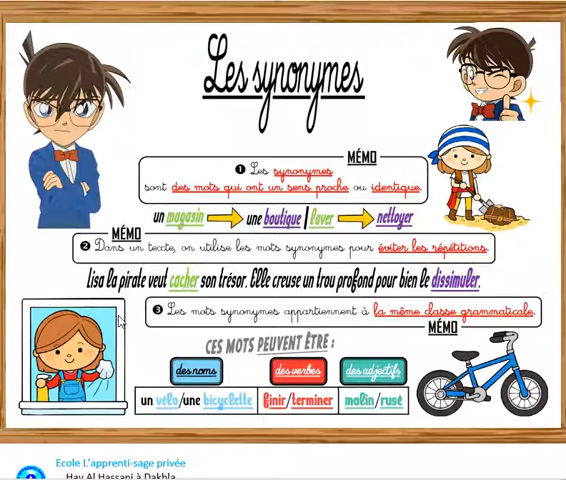 Les synonymes
MÉMO
❶ Les synonymes
sont des mots qui ont un sens proche ou identique.
un magasin → une boutique | laver → nettoyer
MÉMO
❷ Dans un texte, on utilise les mots synonymes pour éviter les répétitions.
Lisa la pirate veut cacher son trésor. Elle creuse un trou profond pour bien le dissimuler.
❸ Les mots synonymes appartiennent à la même classe grammaticale.
MÉMO
CES MOTS PEUVENT ÊTRE :
des noms des verbes des adjectifs
un vélo/une bicyclette finir/terminer malin/rusé
Ecole L'apprenti-sage privée
Hay Al Hassani à Dakhla